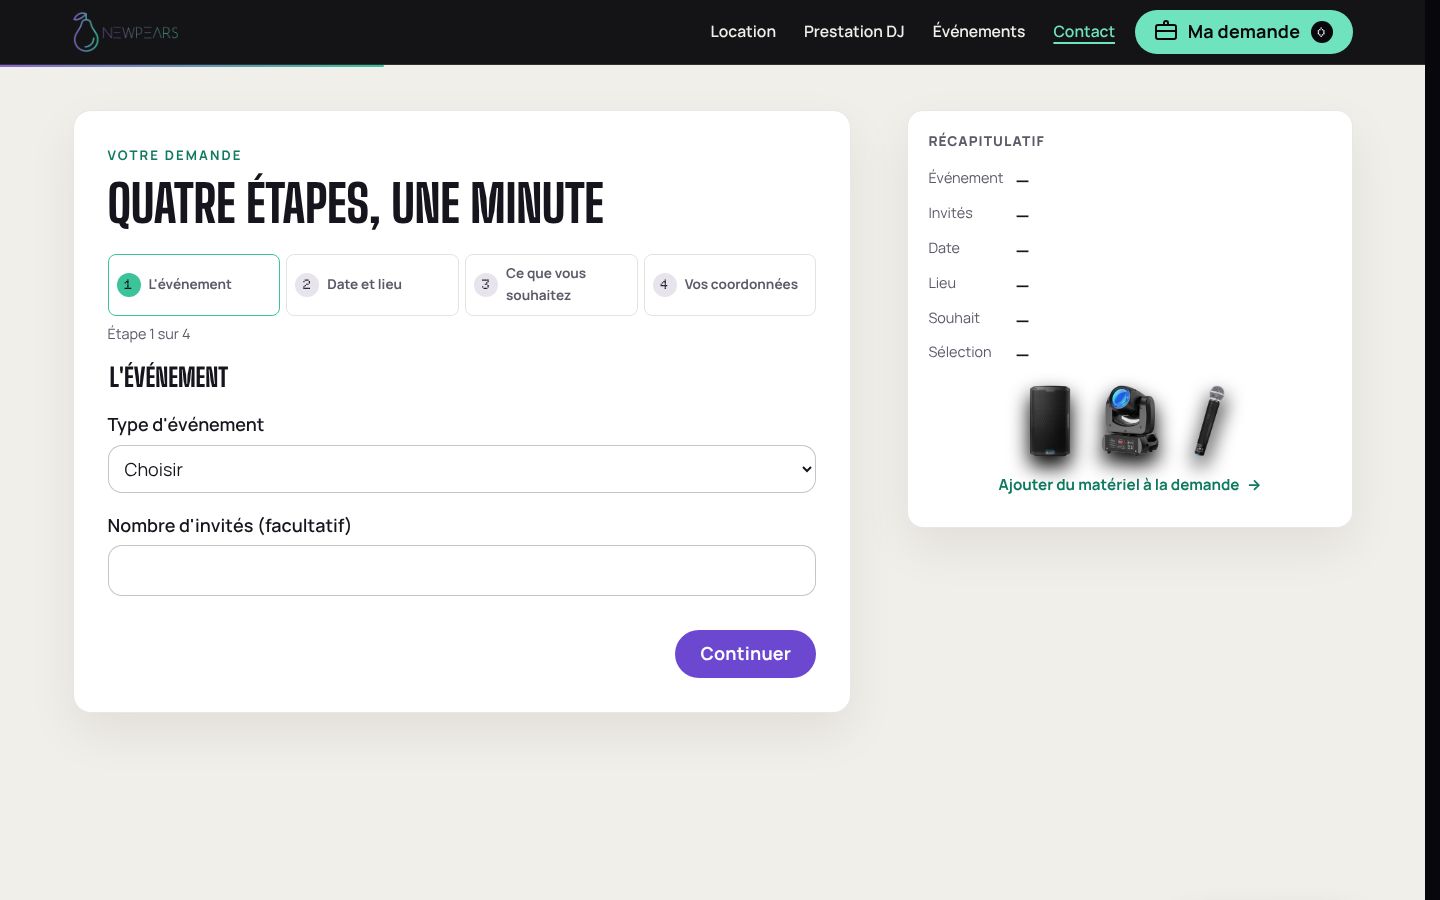 NEWPEARS
Location
Prestation DJ
Événements
Contact
Ma demande
VOTRE DEMANDE
QUATRE ÉTAPES, UNE MINUTE
1 L'événement
2 Date et lieu
3 Ce que vous
souhaitez
4 Vos coordonnées
Étape 1 sur 4
L'ÉVÉNEMENT
Type d'événement
Choisir
Nombre d'invités (facultatif)
Continuer
RÉCAPITULATIF
Événement —
Invités —
Date —
Lieu —
Souhait —
Sélection —
Ajouter du matériel à la demande →